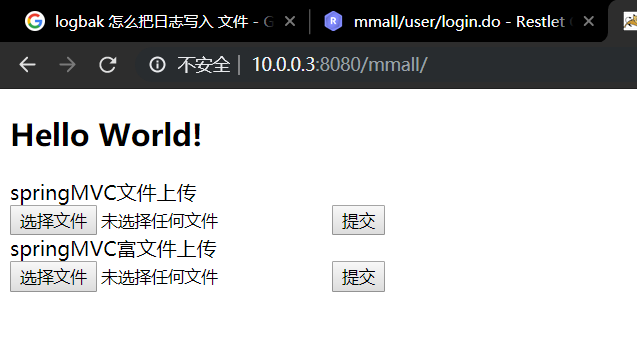 logbak 怎么把日志写入 文件 - G
mmall/user/login.do - Restlet
不安全 | 10.0.0.3:8080/mmall/
Hello World!
springMVC文件上传
选择文件 未选择任何文件 提交
springMVC富文件上传
选择文件 未选择任何文件 提交